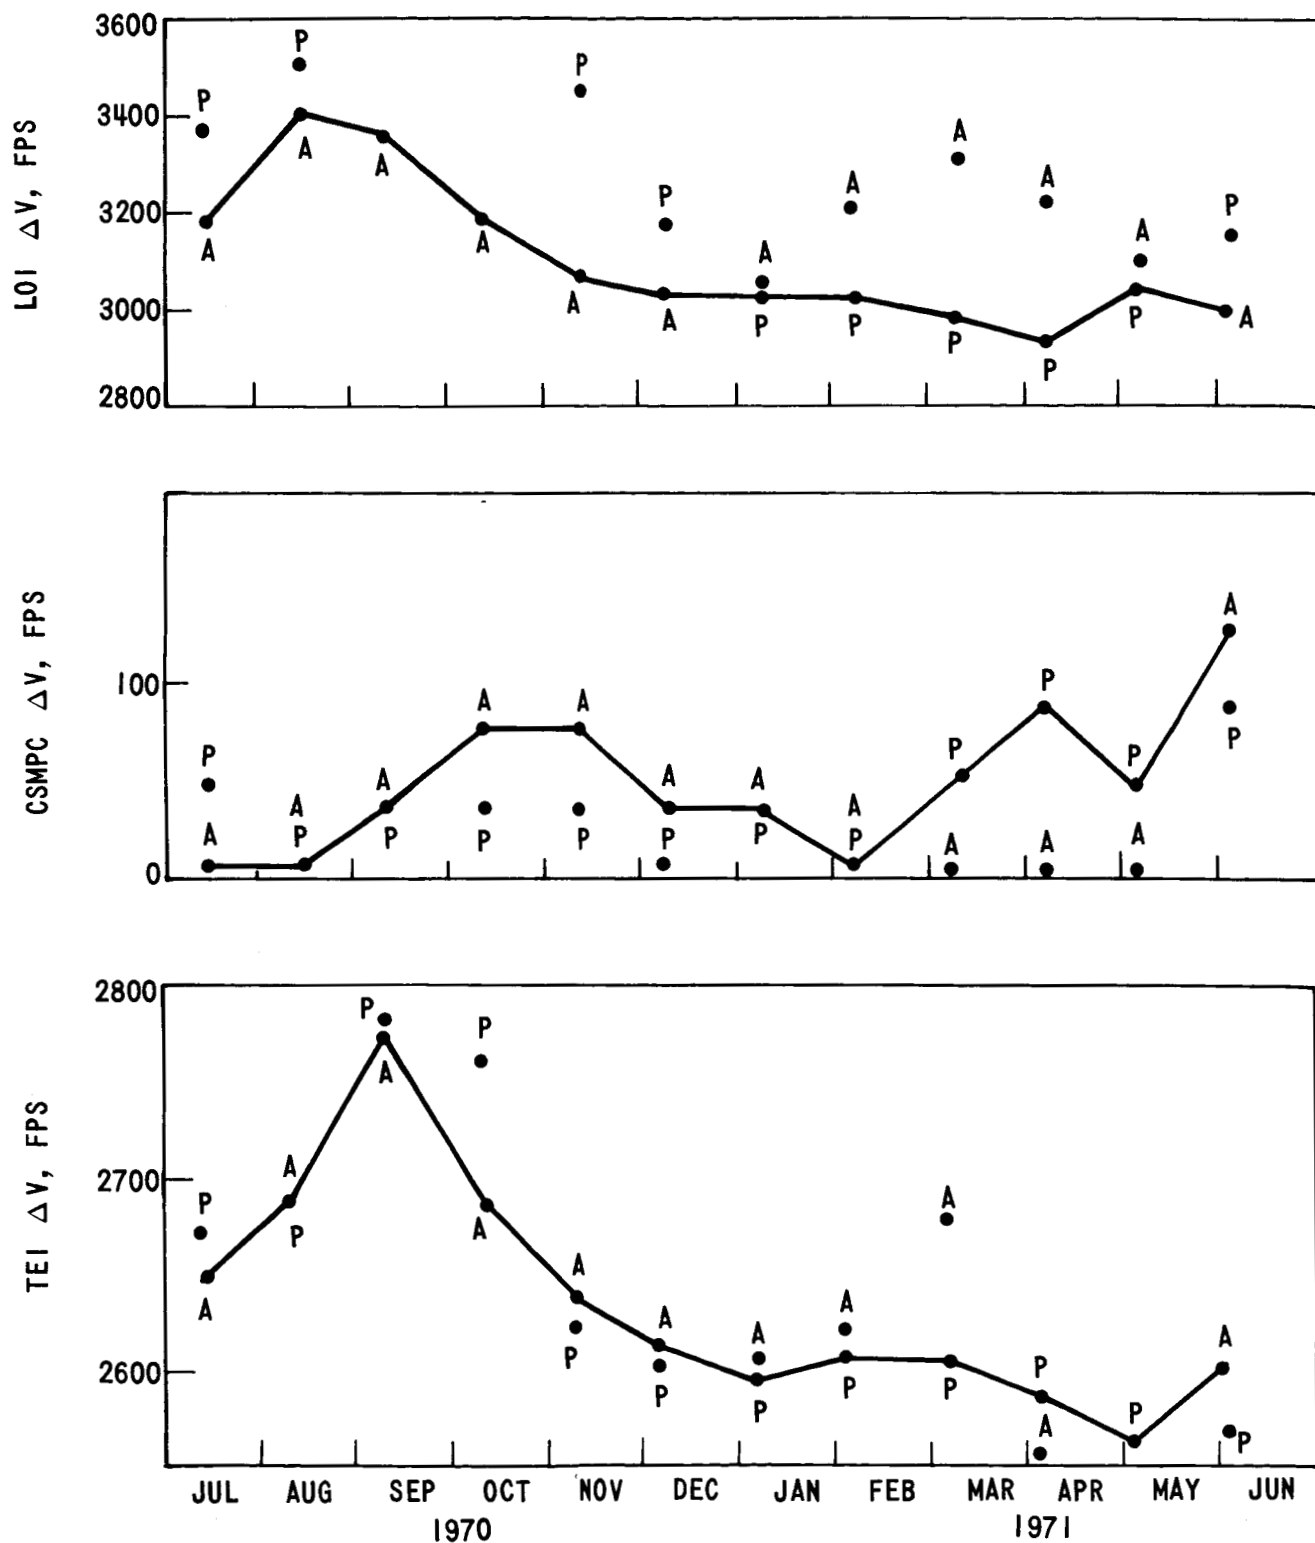 LOI ΔV, FPS
3600
3400
3200
3000
2800
P P P P A A A A A P
A A A A A A P P P P P A
CSMPC ΔV, FPS
100
0
P A A A A A A A P P A
A P P P P P P P A A A P
TEI ΔV, FPS
2800
2700
2600
P A P P A A A A A P P A
A P A A P P P P P A P
JUL AUG SEP OCT NOV DEC JAN FEB MAR APR MAY JUN
1970 1971